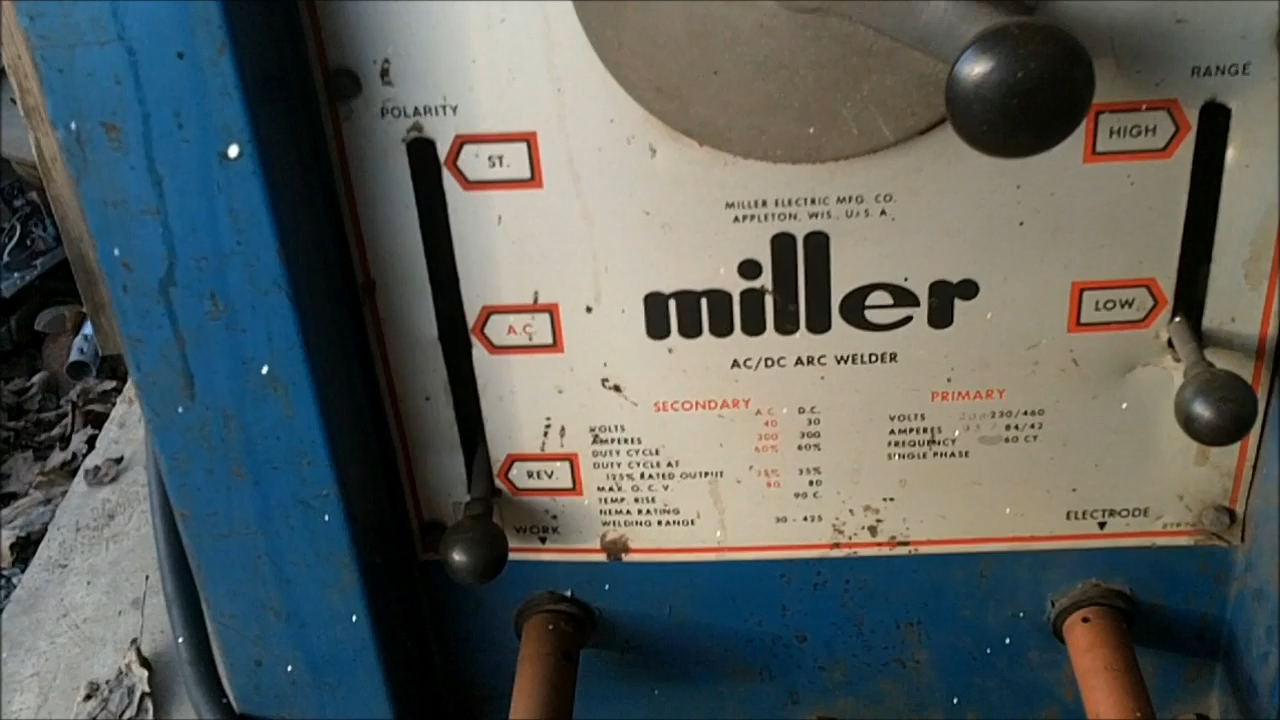 POLARITY
RANGE
ST.
HIGH
MILLER ELECTRIC MFG. CO.
APPLETON, WIS., U.S.A.
miller
A.C.
LOW
AC/DC ARC WELDER
SECONDARY A.C. D.C.
VOLTS 40 30
AMPERES 300 300
DUTY CYCLE 60% 60%
DUTY CYCLE AT
125% RATED OUTPUT 35% 35%
MAX. O. C. V. 80 80
TEMP. RISE 90 C.
NEMA RATING
WELDING RANGE 30 - 425
PRIMARY
VOLTS 230/460
AMPERES 84/42
FREQUENCY 60 CY.
SINGLE PHASE
REV.
WORK
ELECTRODE